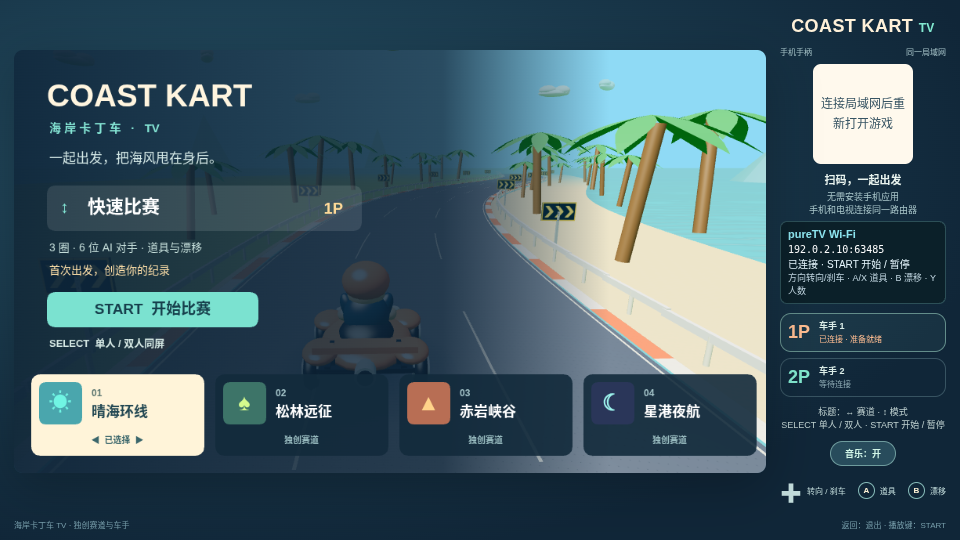 COAST KART
海岸卡丁车 · TV
一起出发，把海风甩在身后。
↕ 快速比赛 1P
3 圈 · 6 位 AI 对手 · 道具与漂移
首次出发，创造你的纪录
START 开始比赛
SELECT 单人 / 双人同屏
01
晴海环线
◀ 已选择 ▶
02
松林远征
独创赛道
03
赤岩峡谷
独创赛道
04
星港夜航
独创赛道
海岸卡丁车 TV · 独创赛道与车手
COAST KART TV
手机手柄 同一局域网
连接局域网后重
新打开游戏
扫码，一起出发
无需安装手机应用
手机和电视连接同一路由器
pureTV Wi-Fi
192.0.2.10:63485
已连接 · START 开始 / 暂停
方向转向/刹车 · A/X 道具 · B 漂移 · Y
人数
1P 车手 1
已连接 · 准备就绪
2P 车手 2
等待连接
标题：↔ 赛道 · ↕ 模式
SELECT 单人 / 双人 · START 开始 / 暂停
音乐：开
转向 / 刹车 A 道具 B 漂移
返回：退出 · 播放键：START